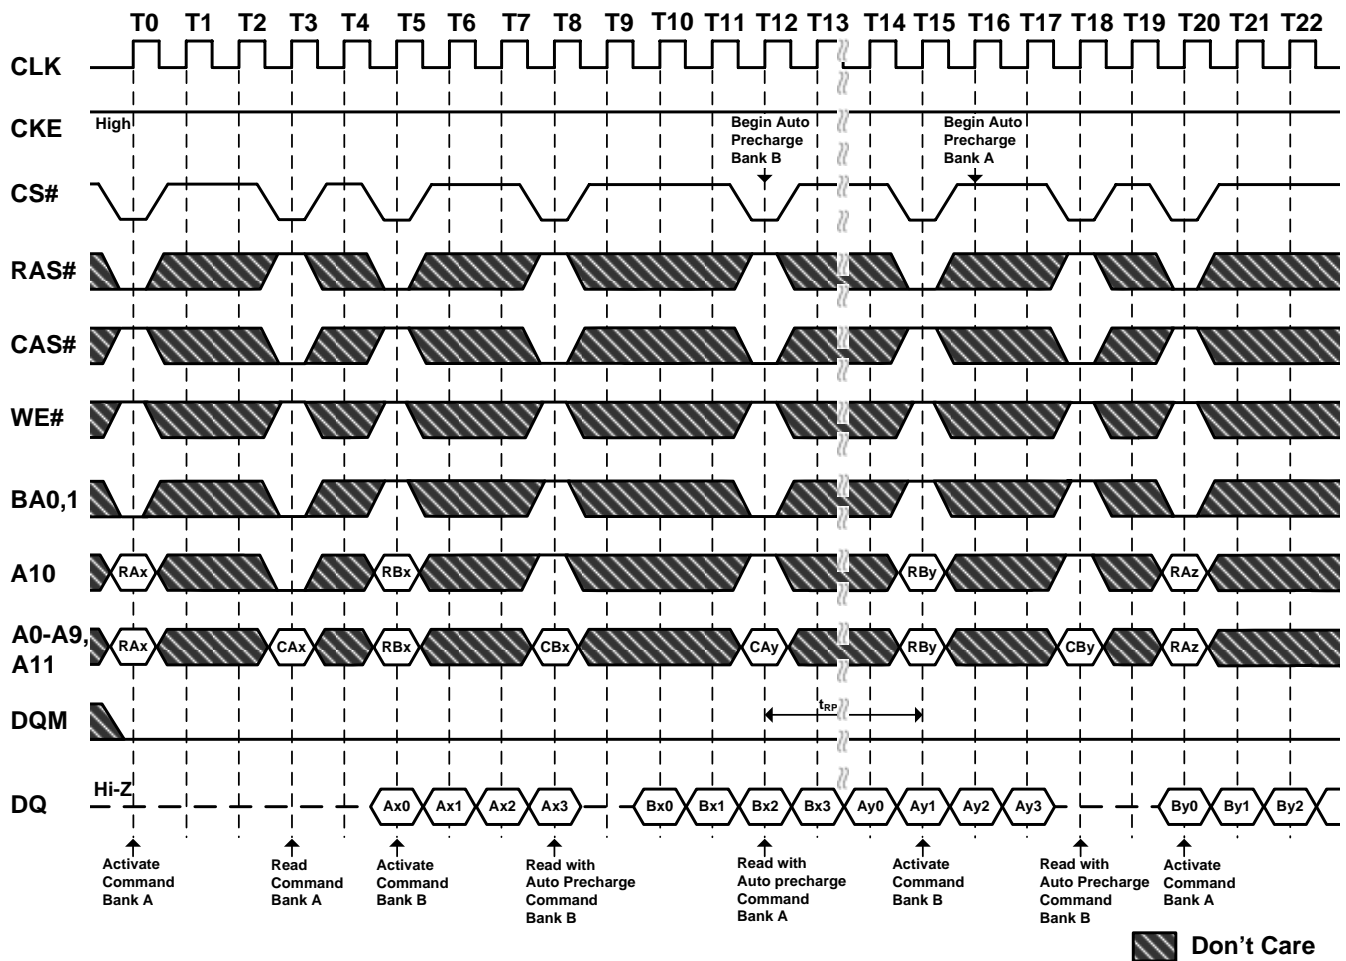 T0 T1 T2 T3 T4 T5 T6 T7 T8 T9 T10 T11 T12 T13 T14 T15 T16 T17 T18 T19 T20 T21 T22
CLK
CKE
High
Begin Auto
Precharge
Bank B
Begin Auto
Precharge
Bank A
CS#
RAS#
CAS#
WE#
BA0,1
A10
RAx RBx RBy RAz
A0-A9,
A11
RAx CAx RBx CBx CAy RBy CBy RAz
DQM
tRP
DQ
Hi-Z
Ax0 Ax1 Ax2 Ax3 Bx0 Bx1 Bx2 Bx3 Ay0 Ay1 Ay2 Ay3 By0 By1 By2
Activate
Command
Bank A
Read
Command
Bank A
Activate
Command
Bank B
Read with
Auto Precharge
Command
Bank B
Read with
Auto precharge
Command
Bank A
Activate
Command
Bank B
Read with
Auto Precharge
Command
Bank B
Activate
Command
Bank A
Don't Care